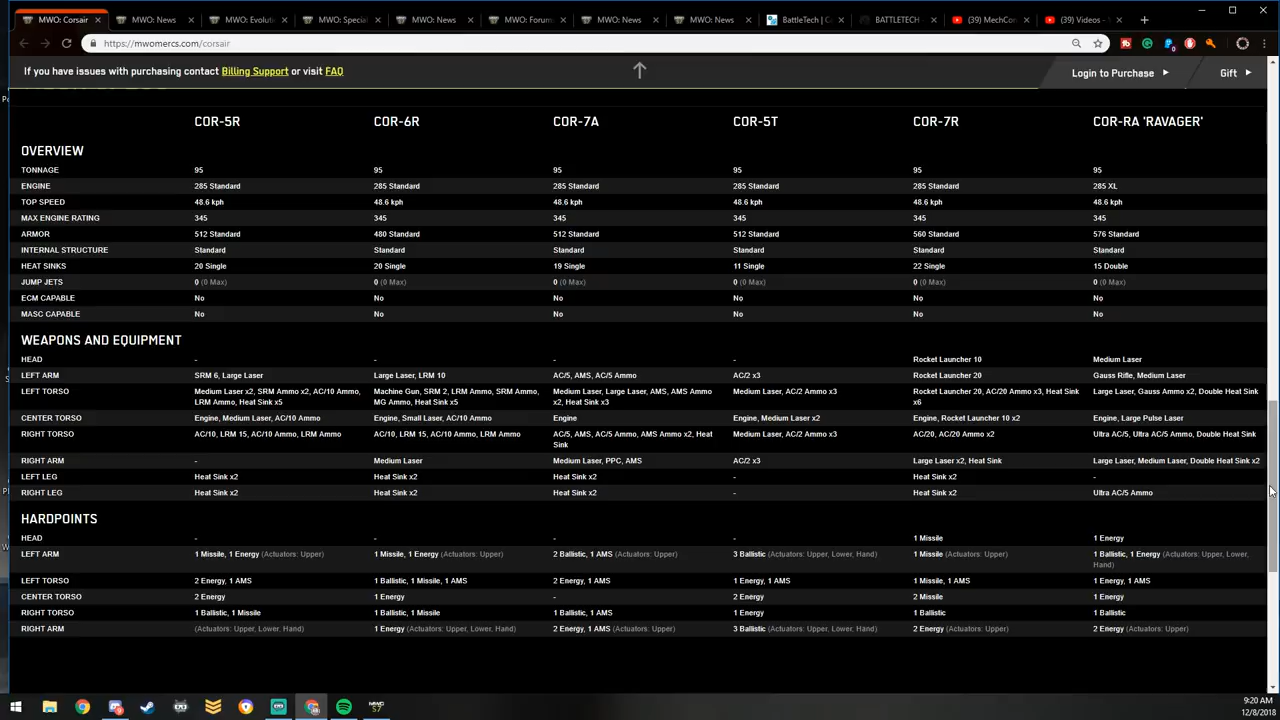 MWO: Corsair
MWO: News
MWO: Evoluti
MWO: Special
MWO: News
MWO: Forum
MWO: News
MWO: News
BattleTech | C
BATTLETECH
(39) MechCor
(39) Videos -
https://mwomercs.com/corsair
If you have issues with purchasing contact Billing Support or visit FAQ
Login to Purchase
Gift
COR-5R COR-6R COR-7A COR-5T COR-7R COR-RA 'RAVAGER'
OVERVIEW
TONNAGE 95 95 95 95 95 95
ENGINE 285 Standard 285 Standard 285 Standard 285 Standard 285 Standard 285 XL
TOP SPEED 48.6 kph 48.6 kph 48.6 kph 48.6 kph 48.6 kph 48.6 kph
MAX ENGINE RATING 345 345 345 345 345 345
ARMOR 512 Standard 480 Standard 512 Standard 512 Standard 560 Standard 576 Standard
INTERNAL STRUCTURE Standard Standard Standard Standard Standard Standard
HEAT SINKS 20 Single 20 Single 19 Single 11 Single 22 Single 15 Double
JUMP JETS 0 (0 Max) 0 (0 Max) 0 (0 Max) 0 (0 Max) 0 (0 Max) 0 (0 Max)
ECM CAPABLE No No No No No No
MASC CAPABLE No No No No No No
WEAPONS AND EQUIPMENT
HEAD - - - - Rocket Launcher 10 Medium Laser
LEFT ARM SRM 6, Large Laser Large Laser, LRM 10 AC/5, AMS, AC/5 Ammo AC/2 x3 Rocket Launcher 20 Gauss Rifle, Medium Laser
LEFT TORSO Medium Laser x2, SRM Ammo x2, AC/10 Ammo, Machine Gun, SRM 2, LRM Ammo, SRM Ammo, Medium Laser, Large Laser, AMS, AMS Ammo Medium Laser, AC/2 Ammo x3 Rocket Launcher 20, AC/20 Ammo x3, Heat Sink Large Laser, Gauss Ammo x2, Double Heat Sink
LRM Ammo, Heat Sink x5 MG Ammo, Heat Sink x5 x2, Heat Sink x3 x6
CENTER TORSO Engine, Medium Laser, AC/10 Ammo Engine, Small Laser, AC/10 Ammo Engine Engine, Medium Laser x2 Engine, Rocket Launcher 10 x2 Engine, Large Pulse Laser
RIGHT TORSO AC/10, LRM 15, AC/10 Ammo, LRM Ammo AC/10, LRM 15, AC/10 Ammo, LRM Ammo AC/5, AMS, AC/5 Ammo, AMS Ammo x2, Heat Medium Laser, AC/2 Ammo x3 AC/20, AC/20 Ammo x2 Ultra AC/5, Ultra AC/5 Ammo, Double Heat Sink
Sink
RIGHT ARM - Medium Laser Medium Laser, PPC, AMS AC/2 x3 Large Laser x2, Heat Sink Large Laser, Medium Laser, Double Heat Sink x2
LEFT LEG Heat Sink x2 Heat Sink x2 Heat Sink x2 - Heat Sink x2 -
RIGHT LEG Heat Sink x2 Heat Sink x2 Heat Sink x2 - Heat Sink x2 Ultra AC/5 Ammo
HARDPOINTS
HEAD - - - - 1 Missile 1 Energy
LEFT ARM 1 Missile, 1 Energy (Actuators: Upper) 1 Missile, 1 Energy (Actuators: Upper) 2 Ballistic, 1 AMS (Actuators: Upper) 3 Ballistic (Actuators: Upper, Lower, Hand) 1 Missile (Actuators: Upper) 1 Ballistic, 1 Energy (Actuators: Upper, Lower,
Hand)
LEFT TORSO 2 Energy, 1 AMS 1 Ballistic, 1 Missile, 1 AMS 2 Energy, 1 AMS 1 Energy, 1 AMS 1 Missile, 1 AMS 1 Energy, 1 AMS
CENTER TORSO 2 Energy 1 Energy - 2 Energy 2 Missile 1 Energy
RIGHT TORSO 1 Ballistic, 1 Missile 1 Ballistic, 1 Missile 1 Ballistic, 1 AMS 1 Energy 1 Ballistic 1 Ballistic
RIGHT ARM (Actuators: Upper, Lower, Hand) 1 Energy (Actuators: Upper, Lower, Hand) 2 Energy, 1 AMS (Actuators: Upper) 3 Ballistic (Actuators: Upper, Lower, Hand) 2 Energy (Actuators: Upper) 2 Energy (Actuators: Upper)
9:20 AM
12/8/2018